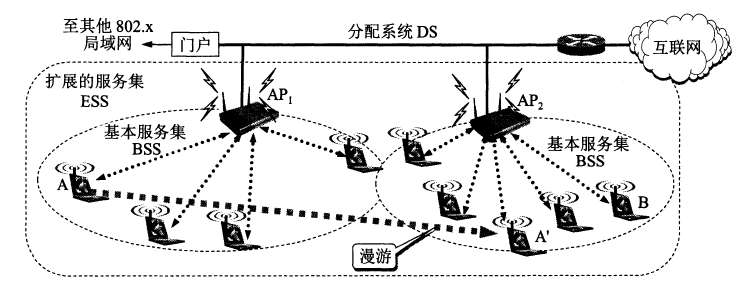 至其他 802.x
局域网
门户
分配系统 DS
互联网
扩展的服务集
ESS
AP1
AP2
基本服务集
BSS
基本服务集
BSS
A
B
A'
漫游